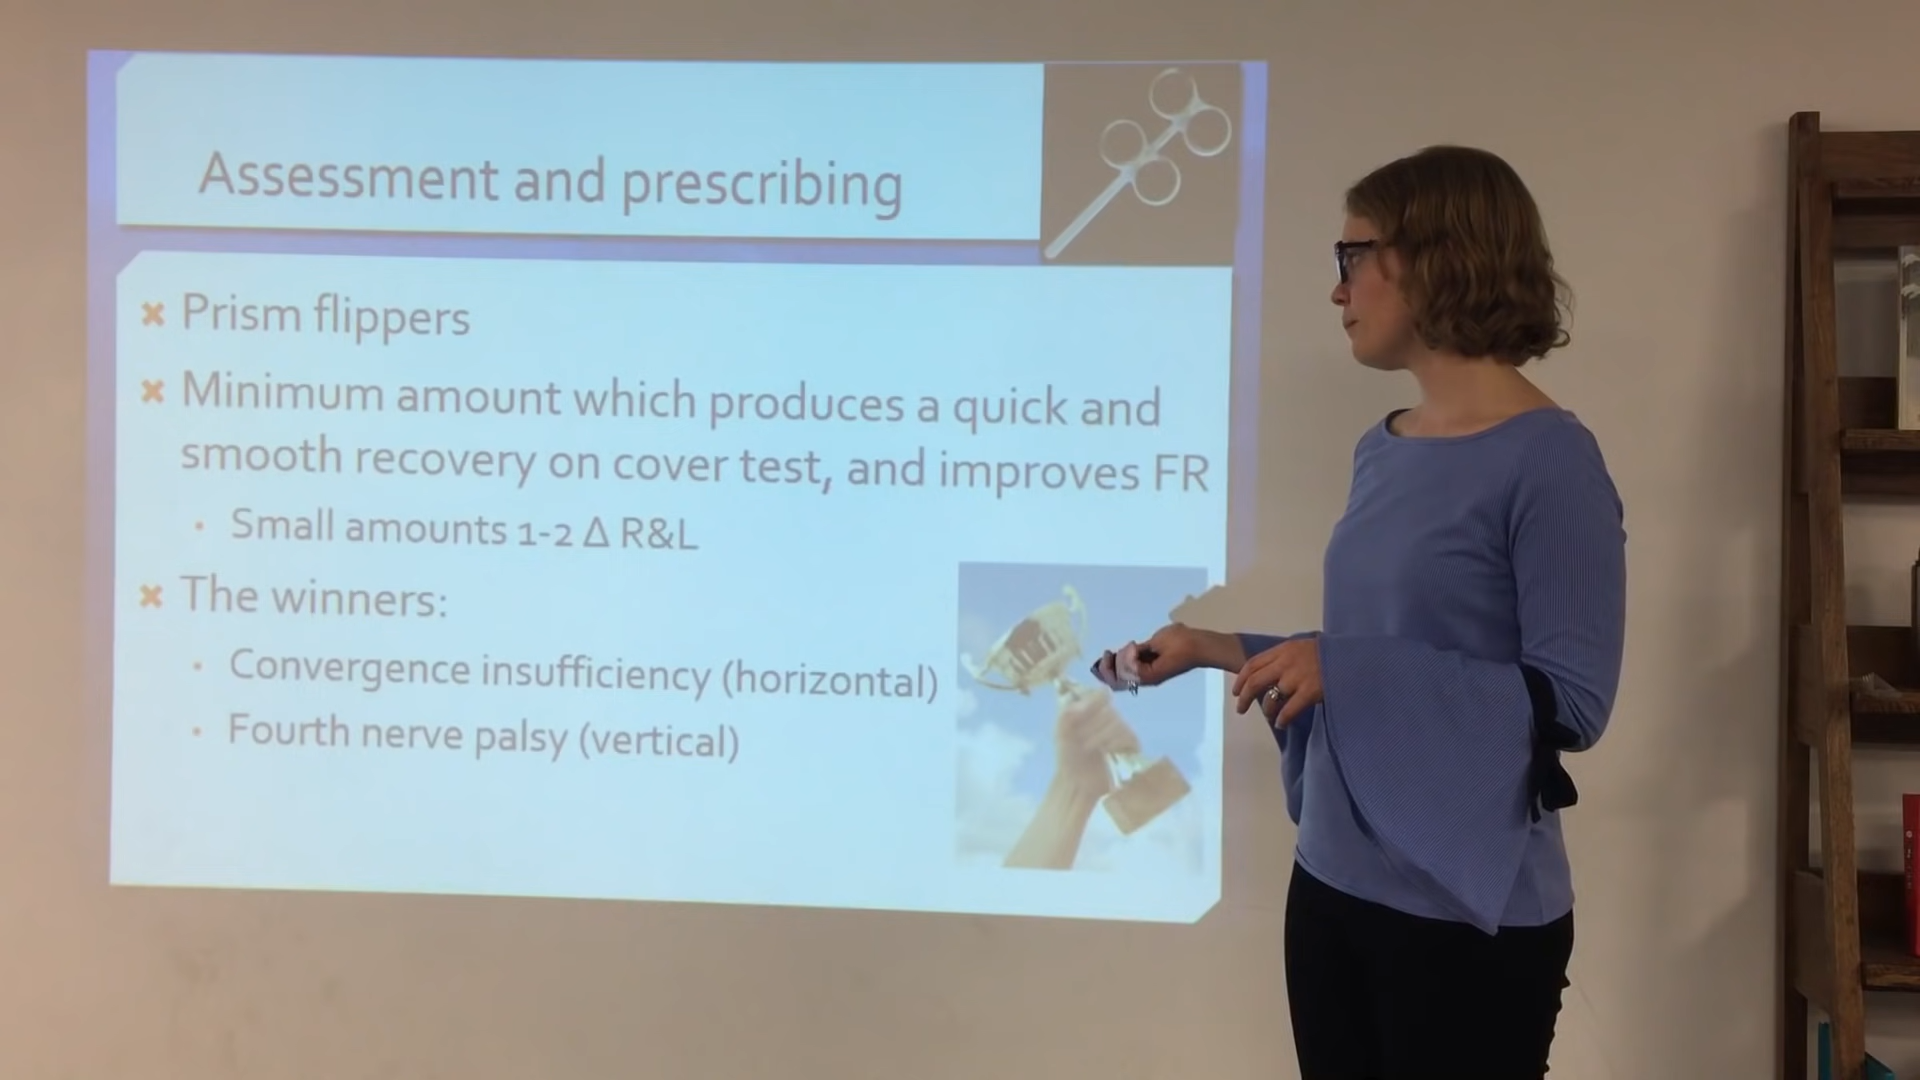 Assessment and prescribing
Prism flippers
Minimum amount which produces a quick and
smooth recovery on cover test, and improves FR
Small amounts 1-2 Δ R&L
The winners:
Convergence insufficiency (horizontal)
Fourth nerve palsy (vertical)